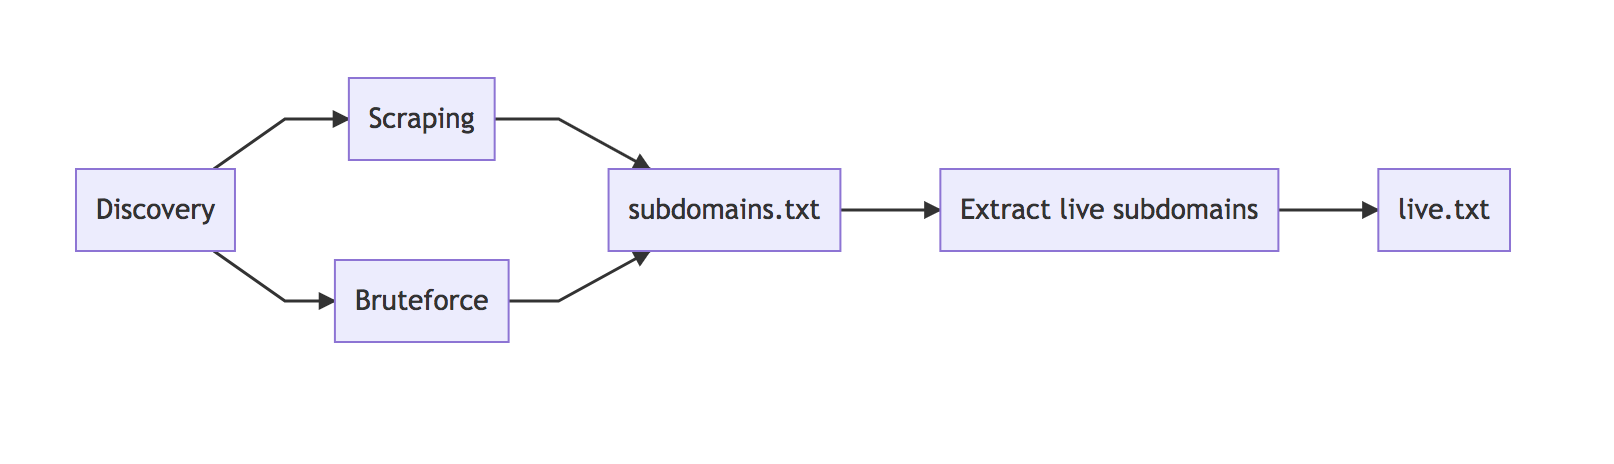 Discovery
Scraping
Bruteforce
subdomains.txt
Extract live subdomains
live.txt